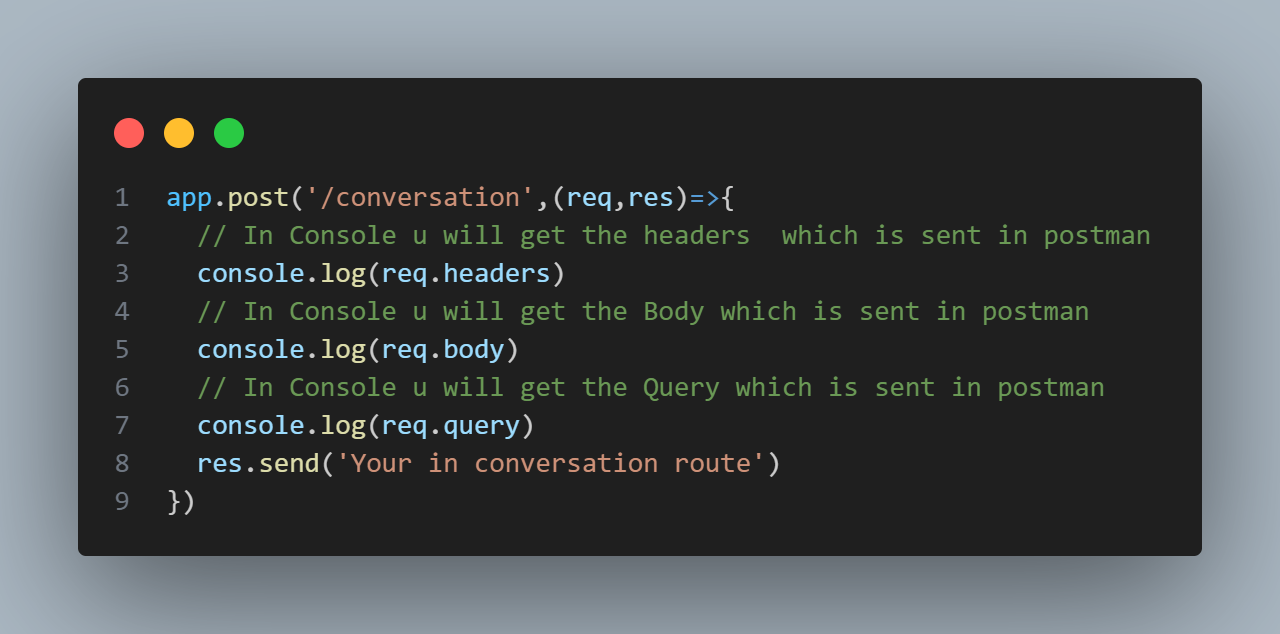 1 app.post('/conversation',(req,res)=>{
2 // In Console u will get the headers  which is sent in postman
3 console.log(req.headers)
4 // In Console u will get the Body which is sent in postman
5 console.log(req.body)
6 // In Console u will get the Query which is sent in postman
7 console.log(req.query)
8 res.send('Your in conversation route')
9 })